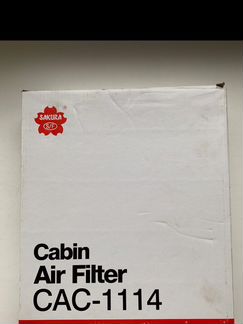 SAKURA
Cabin
Air Filter
CAC-1114